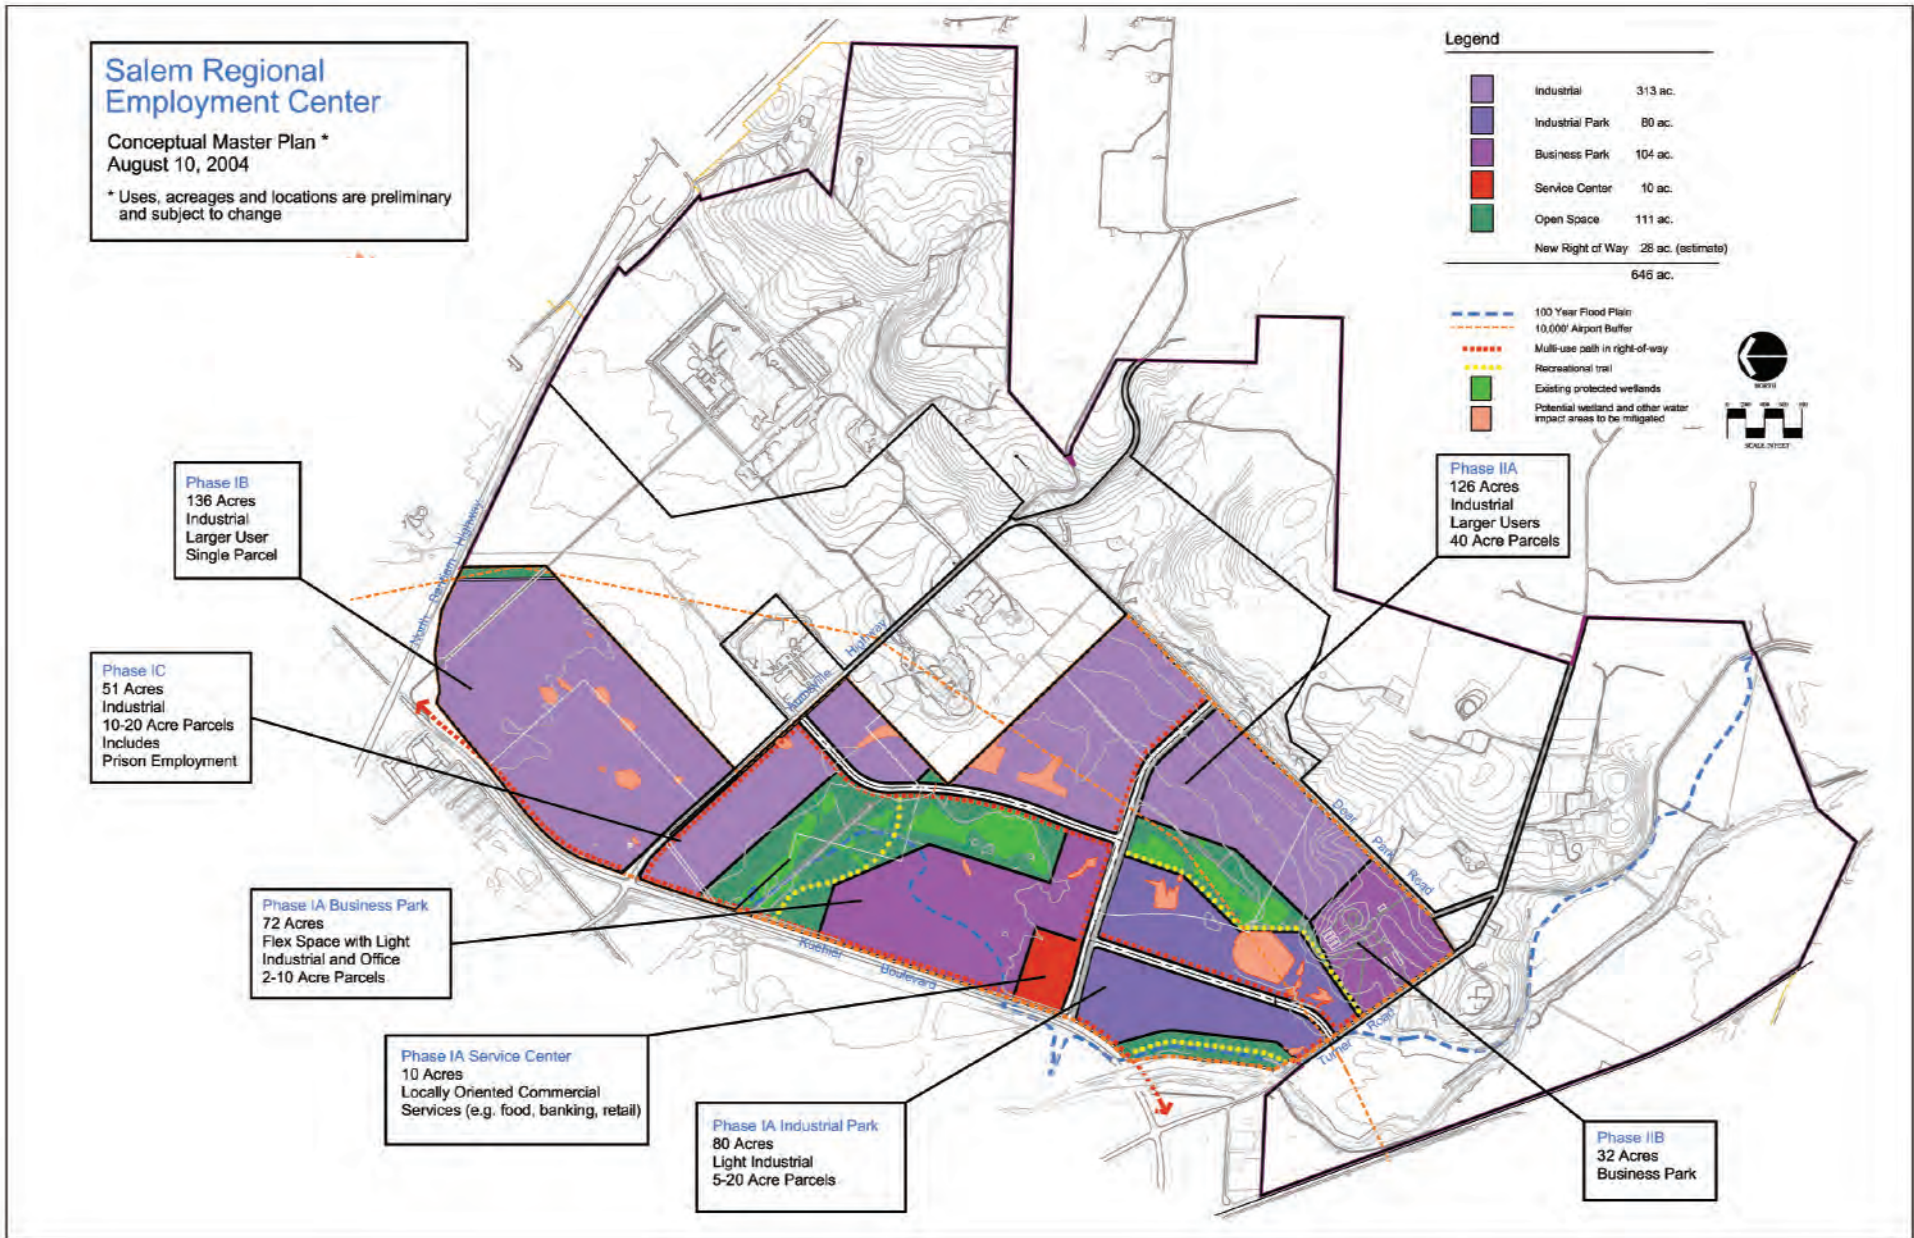 Salem Regional
Employment Center
Conceptual Master Plan *
August 10, 2004
* Uses, acreages and locations are preliminary
and subject to change
Legend
Industrial 313 ac.
Industrial Park 80 ac.
Business Park 104 ac.
Service Center 10 ac.
Open Space 111 ac.
New Right of Way 28 ac. (estimate)
646 ac.
100 Year Flood Plain
10,000' Airport Buffer
Multi-use path in right-of-way
Recreational trail
Existing protected wetlands
Potential wetland and other water
impact areas to be mitigated
NORTH
SCALE IN FEET
Phase IB
136 Acres
Industrial
Larger User
Single Parcel
Phase IC
51 Acres
Industrial
10-20 Acre Parcels
Includes
Prison Employment
Phase IA Business Park
72 Acres
Flex Space with Light
Industrial and Office
2-10 Acre Parcels
Phase IA Service Center
10 Acres
Locally Oriented Commercial
Services (e.g. food, banking, retail)
Phase IA Industrial Park
80 Acres
Light Industrial
5-20 Acre Parcels
Phase IIA
126 Acres
Industrial
Larger Users
40 Acre Parcels
Phase IIB
32 Acres
Business Park
North Santiam Highway
Aumsville Highway
Kuebler Boulevard
Deer Park Road
Turner Road